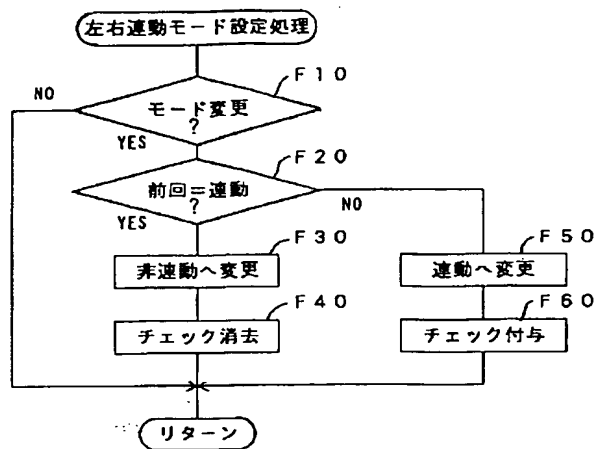 左右連動モード設定処理
F10
NO
モード変更
?
YES
F20
前回=連動
?
YES
NO
F30
F50
非連動へ変更
連動へ変更
F40
F60
チェック消去
チェック付与
リターン